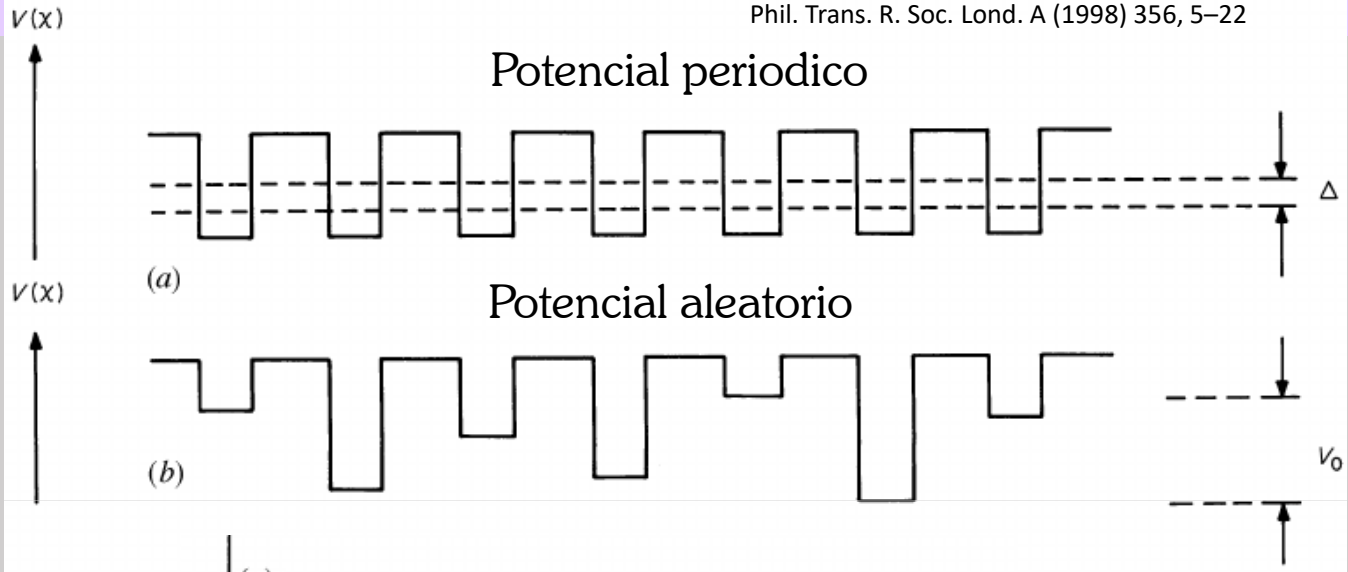 V(x)
Phil. Trans. R. Soc. Lond. A (1998) 356, 5–22
Potencial periodico
Δ
(a)
V(x)
Potencial aleatorio
(b)
V₀